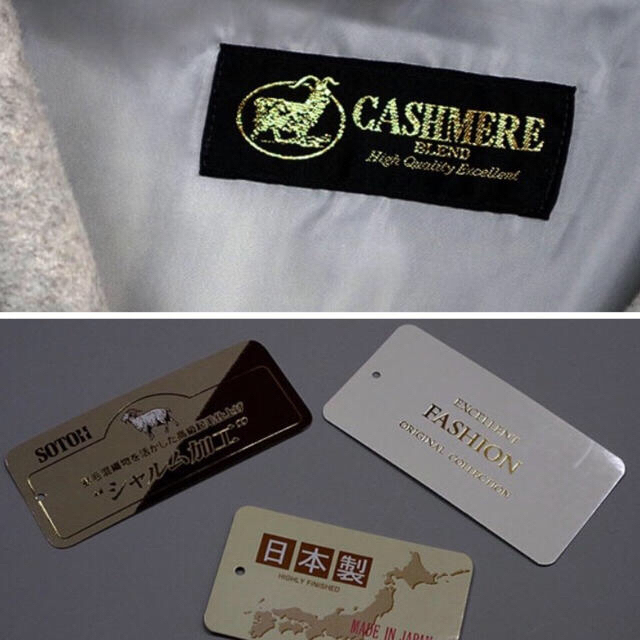 CASHMERE
BLEND
High Quality Excellent
SOTOH
"シャルム加工"
EXCELLENT
FASHION
ORIGINAL COLLECTION
日本製
HIGHLY FINISHED
MADE IN JAPAN